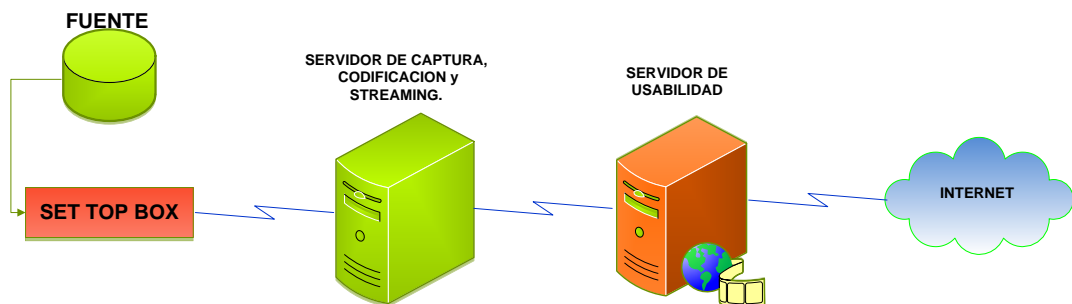 FUENTE
SERVIDOR DE CAPTURA,
CODIFICACION y
STREAMING.
SERVIDOR DE
USABILIDAD
SET TOP BOX
INTERNET